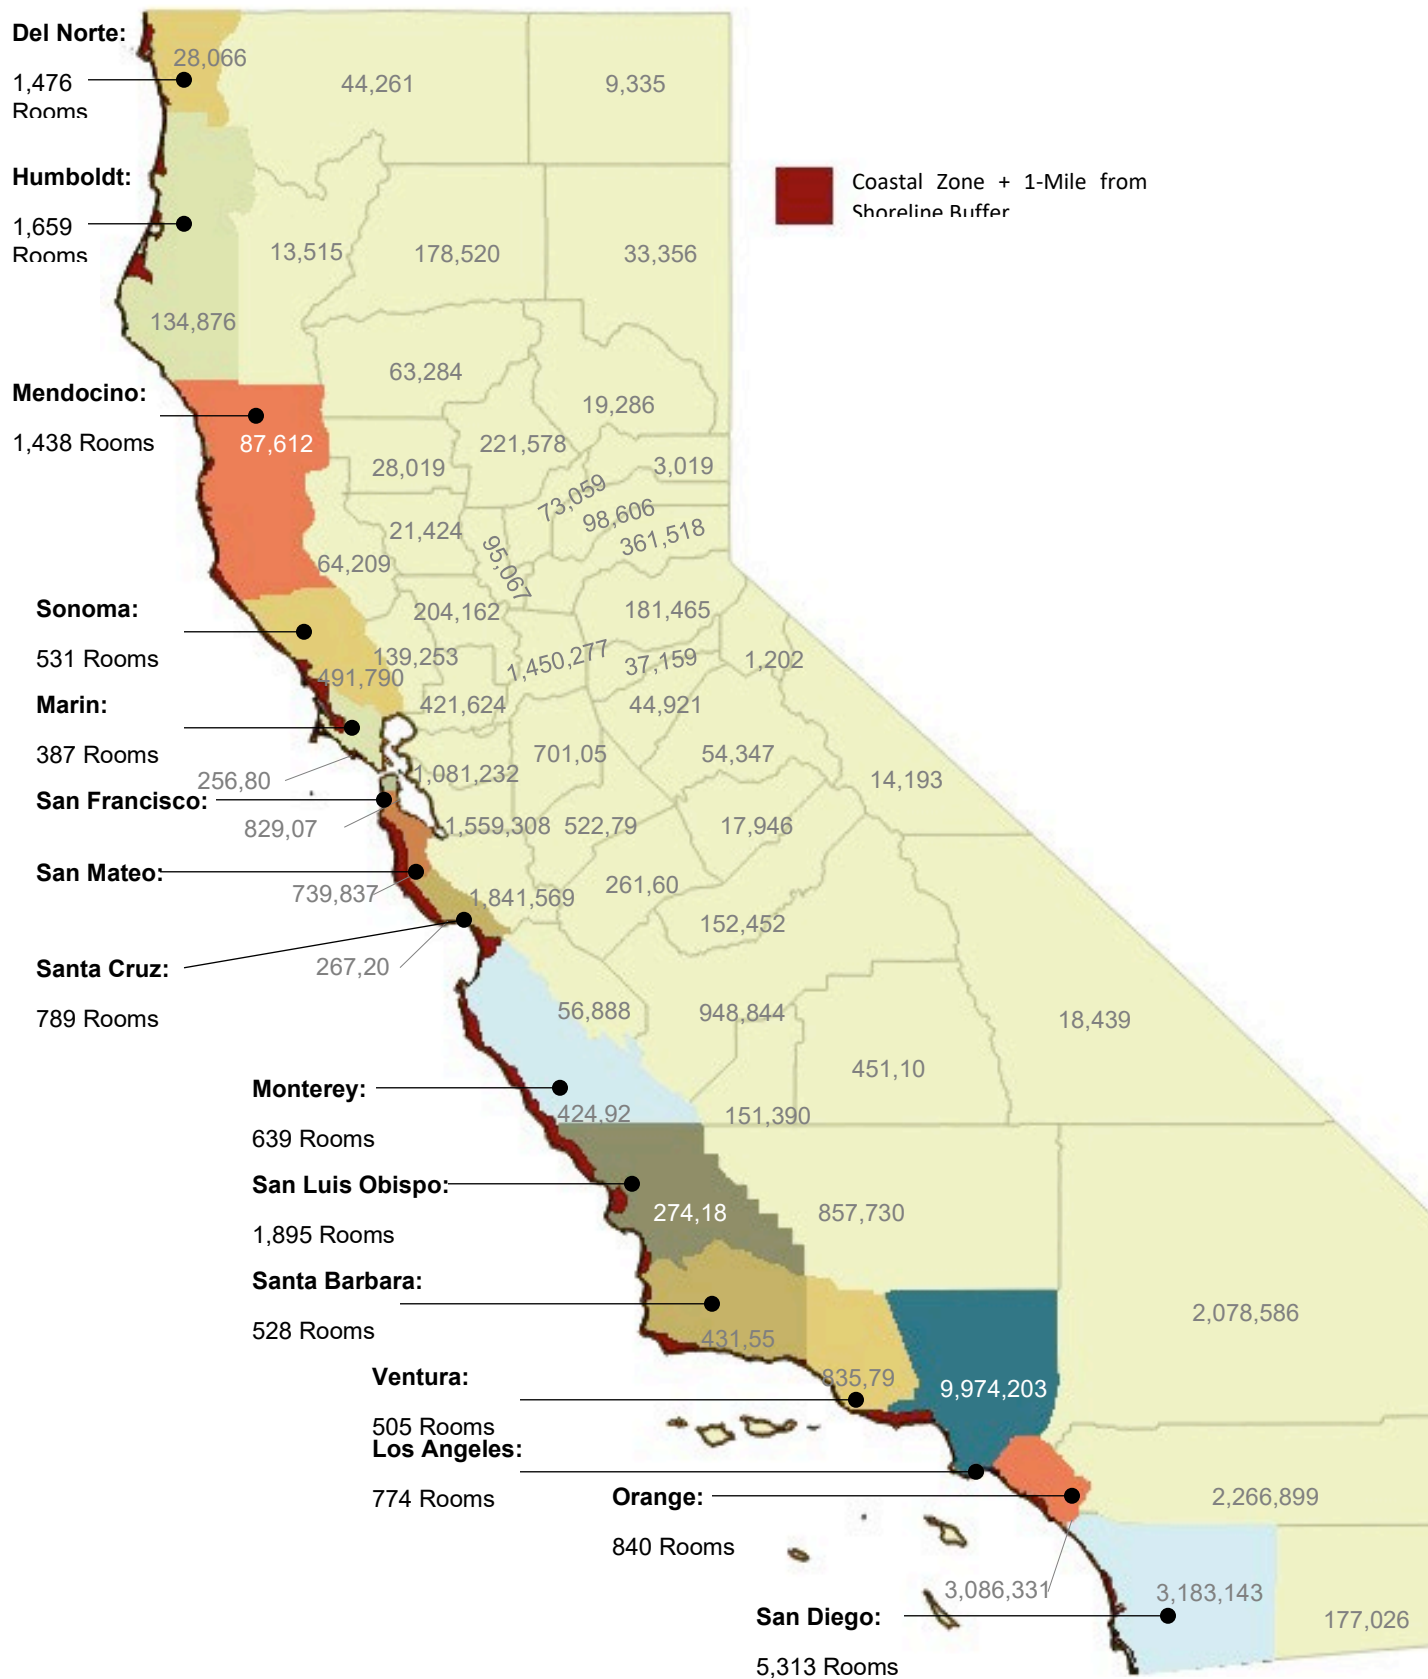 Del Norte:
28,066
1,476
Rooms
44,261
9,335
Humboldt:
1,659
Rooms
Coastal Zone + 1-Mile from
Shoreline Buffer
13,515
178,520
33,356
134,876
63,284
19,286
Mendocino:
1,438 Rooms
87,612
221,578
28,019
3,019
73,059
98,606
361,518
21,424
95,067
64,209
Sonoma:
531 Rooms
204,162
181,465
139,253
1,450,277
37,159
1,202
491,790
421,624
44,921
Marin:
387 Rooms
701,05
54,347
256,80
1,081,232
14,193
San Francisco:
829,07
1,559,308
522,79
17,946
San Mateo:
739,837
1,841,569
261,60
152,452
Santa Cruz:
267,20
789 Rooms
56,888
948,844
18,439
451,10
Monterey:
424,92
151,390
639 Rooms
San Luis Obispo:
274,18
857,730
1,895 Rooms
Santa Barbara:
528 Rooms
431,55
2,078,586
Ventura:
835,79
9,974,203
505 Rooms
Los Angeles:
774 Rooms
Orange:
2,266,899
840 Rooms
3,086,331
3,183,143
San Diego:
177,026
5,313 Rooms